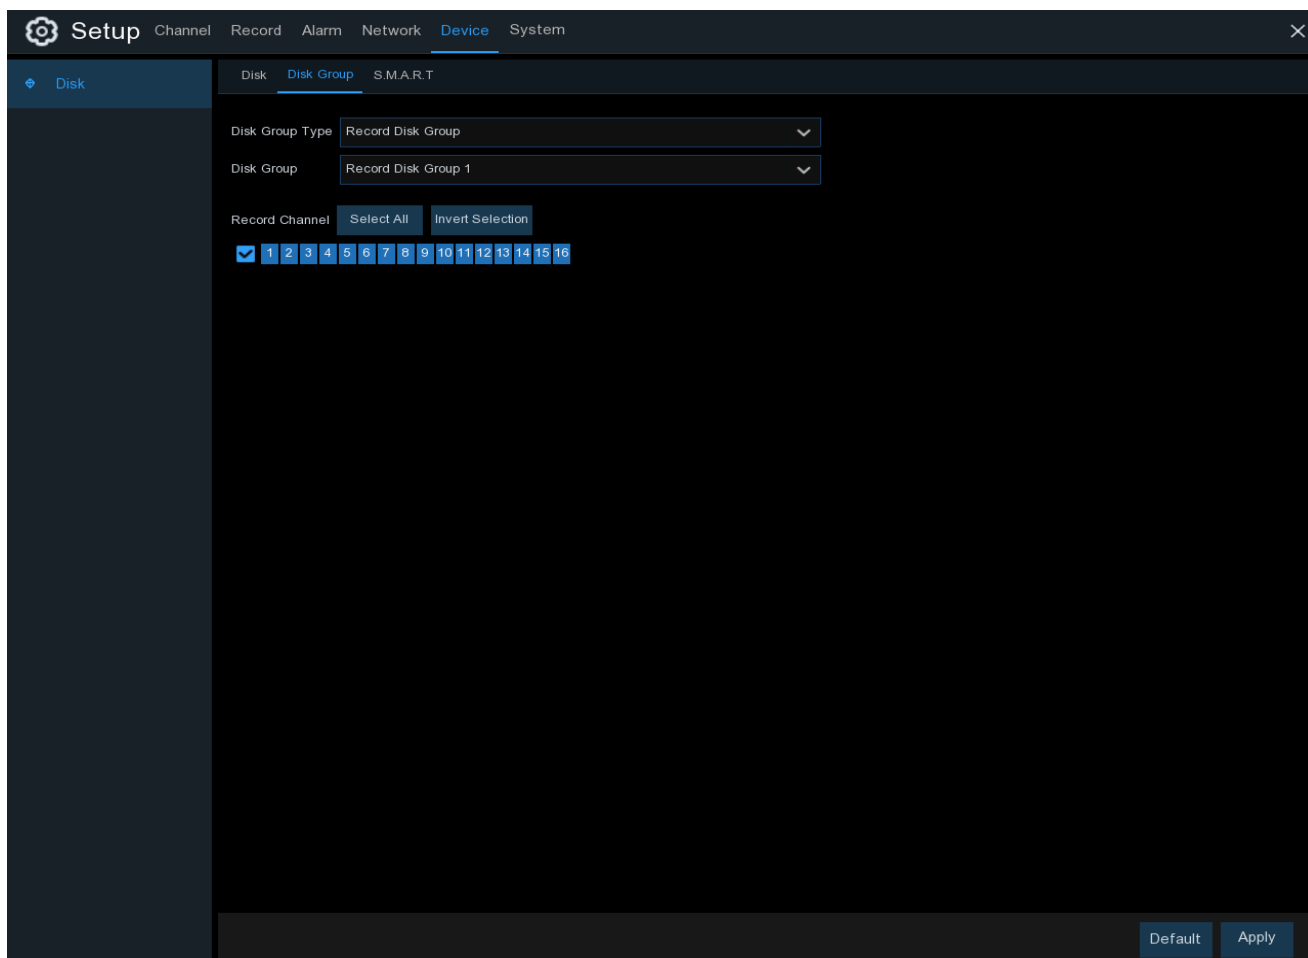 Setup Channel Record Alarm Network Device System
Disk
Disk Disk Group S.M.A.R.T
Disk Group Type Record Disk Group
Disk Group Record Disk Group 1
Record Channel Select All Invert Selection
1 2 3 4 5 6 7 8 9 10 11 12 13 14 15 16
Default Apply